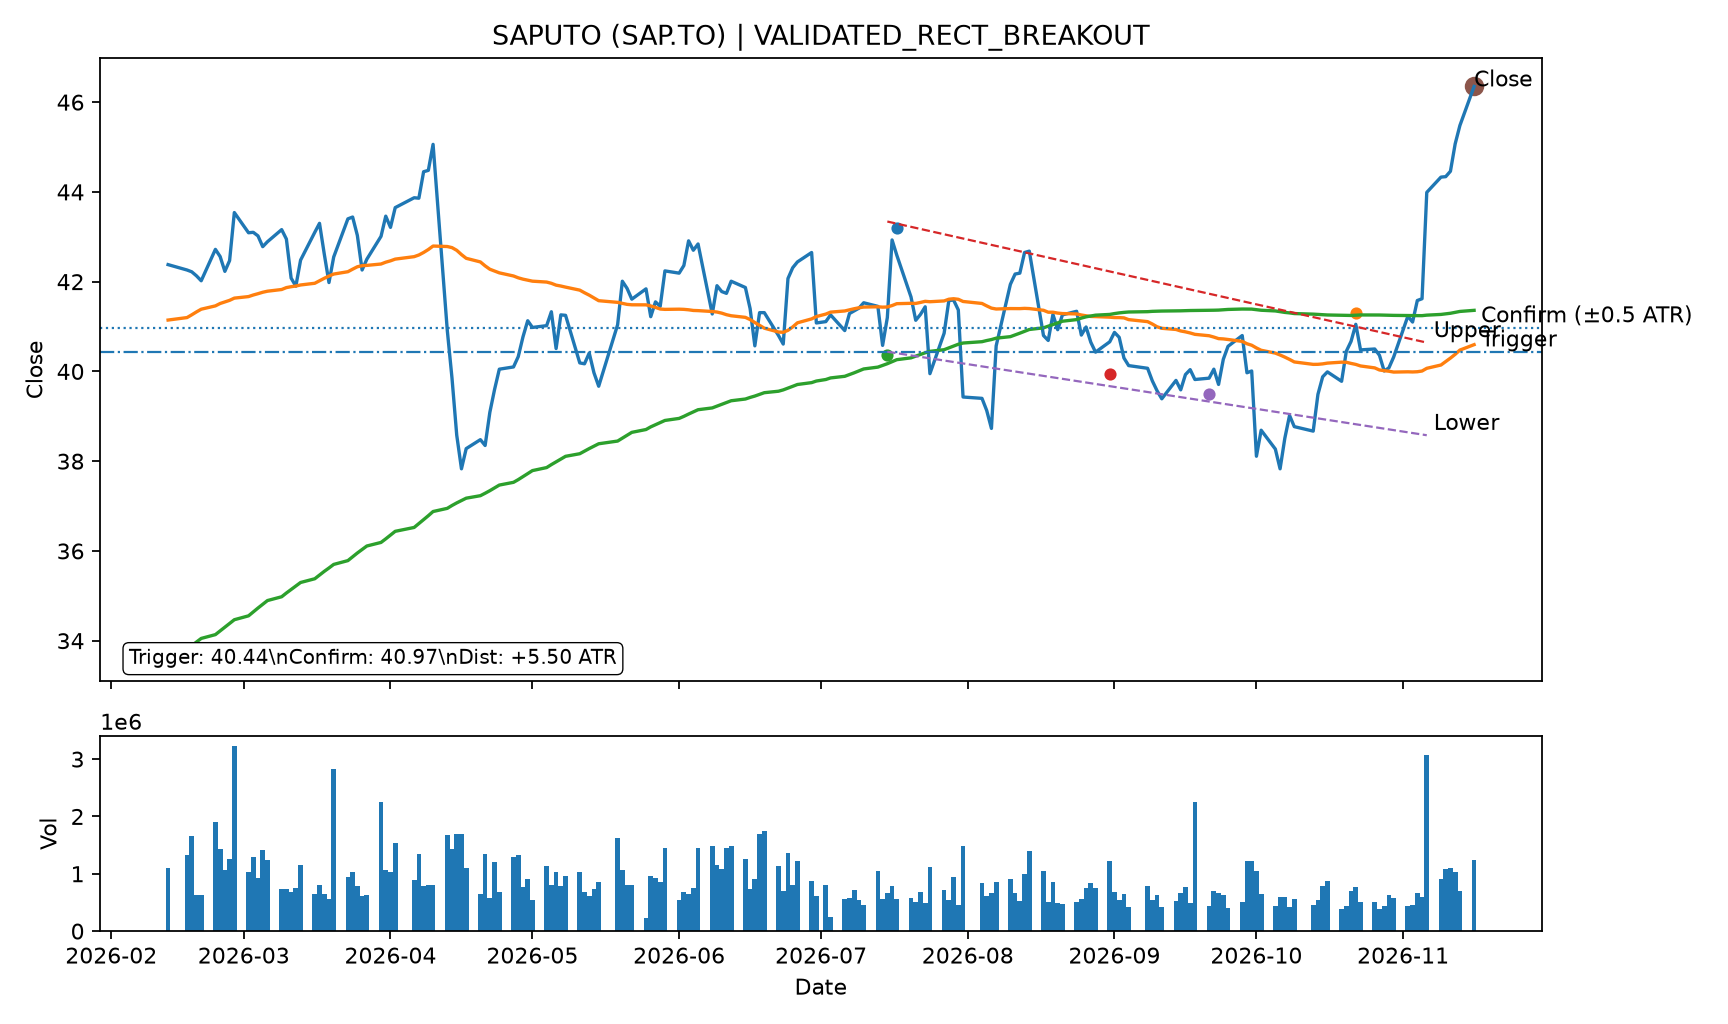 SAPUTO (SAP.TO) | VALIDATED_RECT_BREAKOUT
Close
46
44
42
40
38
36
34
Close
Confirm (±0.5 ATR)
Upper
Trigger
Lower
Trigger: 40.44\nConfirm: 40.97\nDist: +5.50 ATR
1e6
Vol
3
2
1
0
2026-02 2026-03 2026-04 2026-05 2026-06 2026-07 2026-08 2026-09 2026-10 2026-11
Date